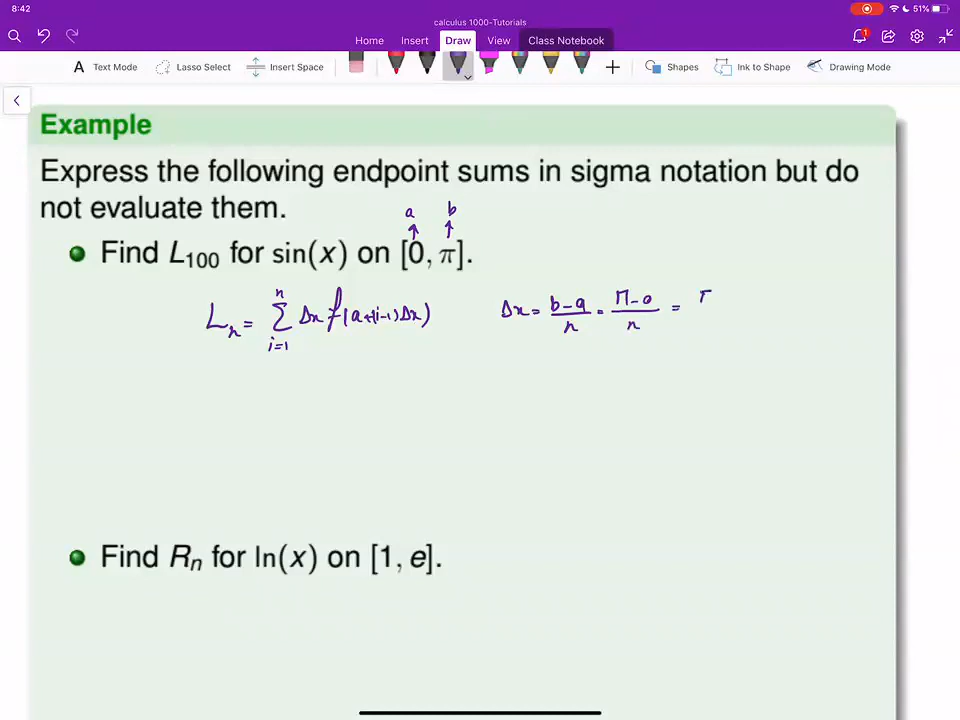 8:42
51%
calculus 1000-Tutorials
Home Insert Draw View Class Notebook
1
A Text Mode Lasso Select Insert Space + Shapes Ink to Shape Drawing Mode
Example
Express the following endpoint sums in sigma notation but do
not evaluate them.
a b
Find L₁₀₀ for sin(x) on [0, π].
Lₙ = ∑ᵢ₌₁ⁿ Δx f(a+(i-1)Δx) Δx = b-a/n = π-0/n =
Find Rₙ for ln(x) on [1, e].